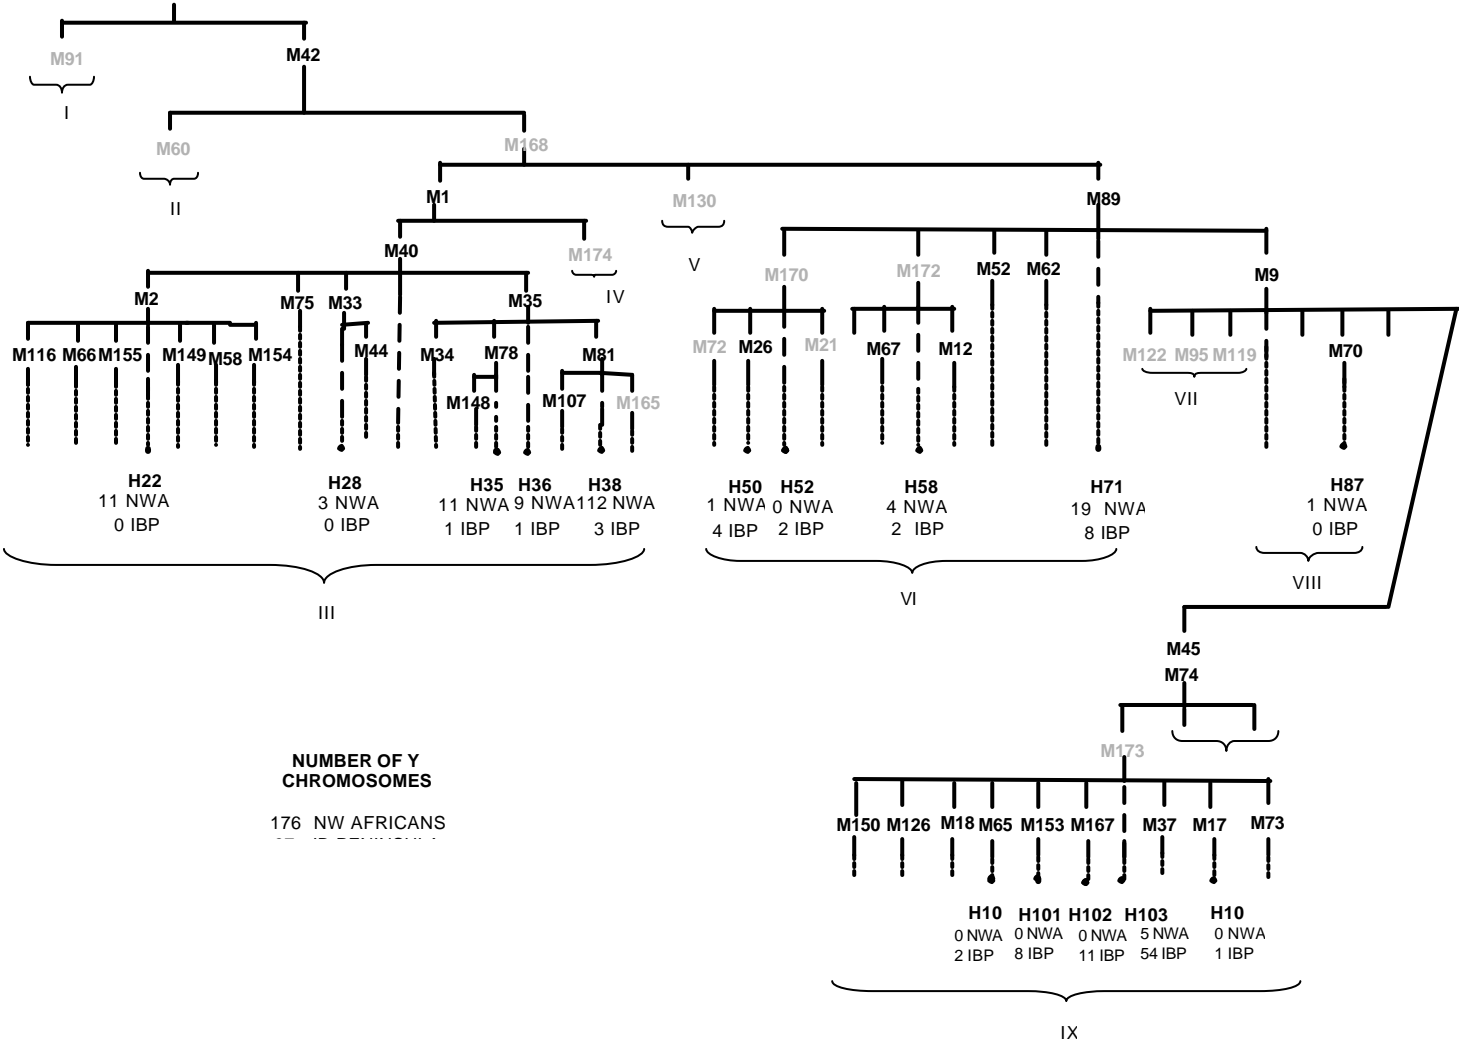 M91
M42
I
M60
M168
II
M1
M130
M89
M40
M174
V
M170
M172
M52
M62
M9
IV
M2
M75
M33
M35
M116
M66
M155
M149
M58
M154
M44
M34
M78
M81
M72
M26
M21
M67
M12
M122
M95
M119
M70
VII
M148
M107
M165
H22
11 NWA
0 IBP
H28
3 NWA
0 IBP
H35
11 NWA
1 IBP
H36
9 NWA
1 IBP
H38
112 NWA
3 IBP
H50
1 NWA
4 IBP
H52
0 NWA
2 IBP
H58
4 NWA
2 IBP
H71
19 NWA
8 IBP
H87
1 NWA
0 IBP
III
VI
VIII
M45
M74
M173
NUMBER OF Y
CHROMOSOMES
176 NW AFRICANS
M150
M126
M18
M65
M153
M167
M37
M17
M73
H10
0 NWA
2 IBP
H101
0 NWA
8 IBP
H102
0 NWA
11 IBP
H103
5 NWA
54 IBP
H10
0 NWA
1 IBP
IX